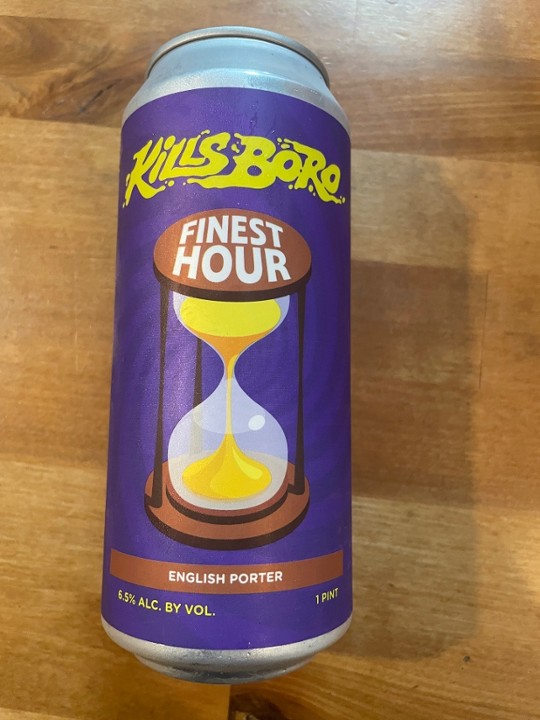 KILLS BORO
FINEST
HOUR
ENGLISH PORTER
6.5% ALC. BY VOL.
1 PINT